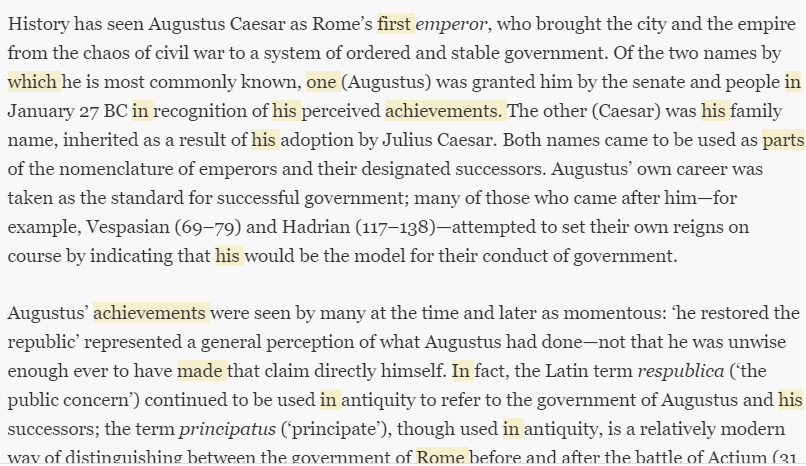 History has seen Augustus Caesar as Rome’s first emperor, who brought the city and the empire
from the chaos of civil war to a system of ordered and stable government. Of the two names by
which he is most commonly known, one (Augustus) was granted him by the senate and people in
January 27 BC in recognition of his perceived achievements. The other (Caesar) was his family
name, inherited as a result of his adoption by Julius Caesar. Both names came to be used as parts
of the nomenclature of emperors and their designated successors. Augustus’ own career was
taken as the standard for successful government; many of those who came after him—for
example, Vespasian (69–79) and Hadrian (117–138)—attempted to set their own reigns on
course by indicating that his would be the model for their conduct of government.
Augustus’ achievements were seen by many at the time and later as momentous: ‘he restored the
republic’ represented a general perception of what Augustus had done—not that he was unwise
enough ever to have made that claim directly himself. In fact, the Latin term respublica (‘the
public concern’) continued to be used in antiquity to refer to the government of Augustus and his
successors; the term principatus (‘principate’), though used in antiquity, is a relatively modern
way of distinguishing between the government of Rome before and after the battle of Actium (31